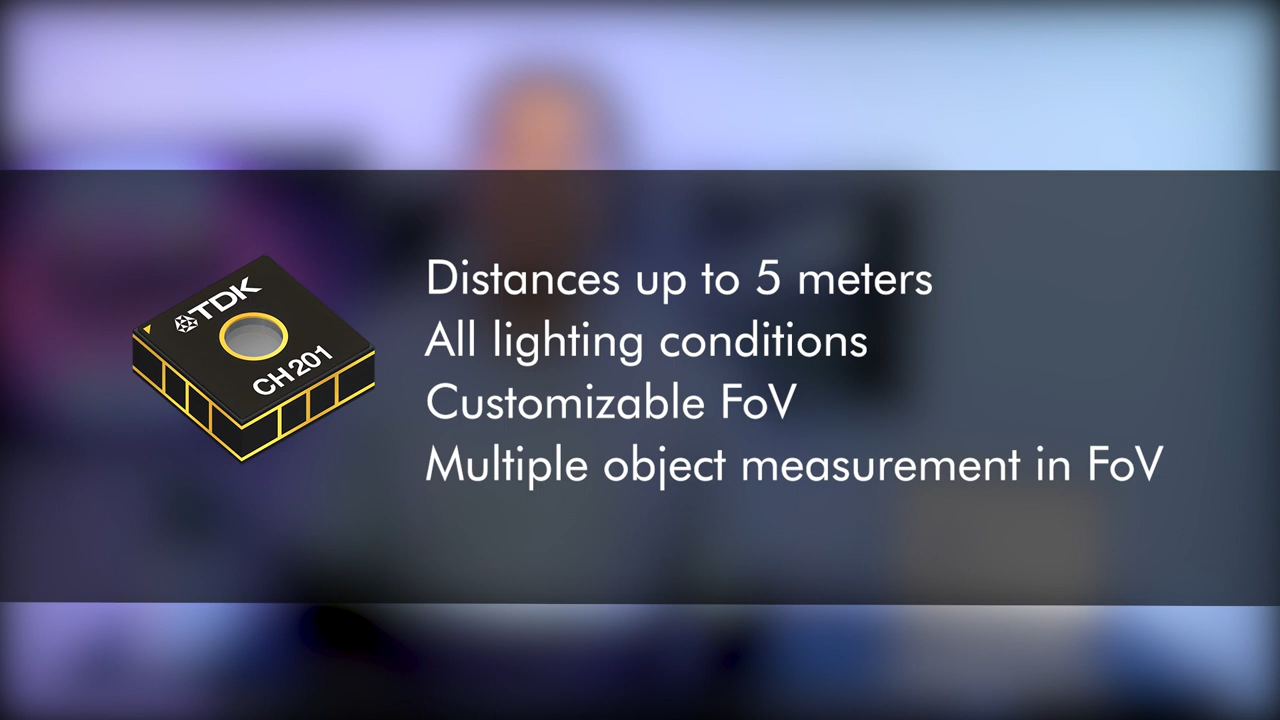 TDK
CH201
Distances up to 5 meters
All lighting conditions
Customizable FoV
Multiple object measurement in FoV